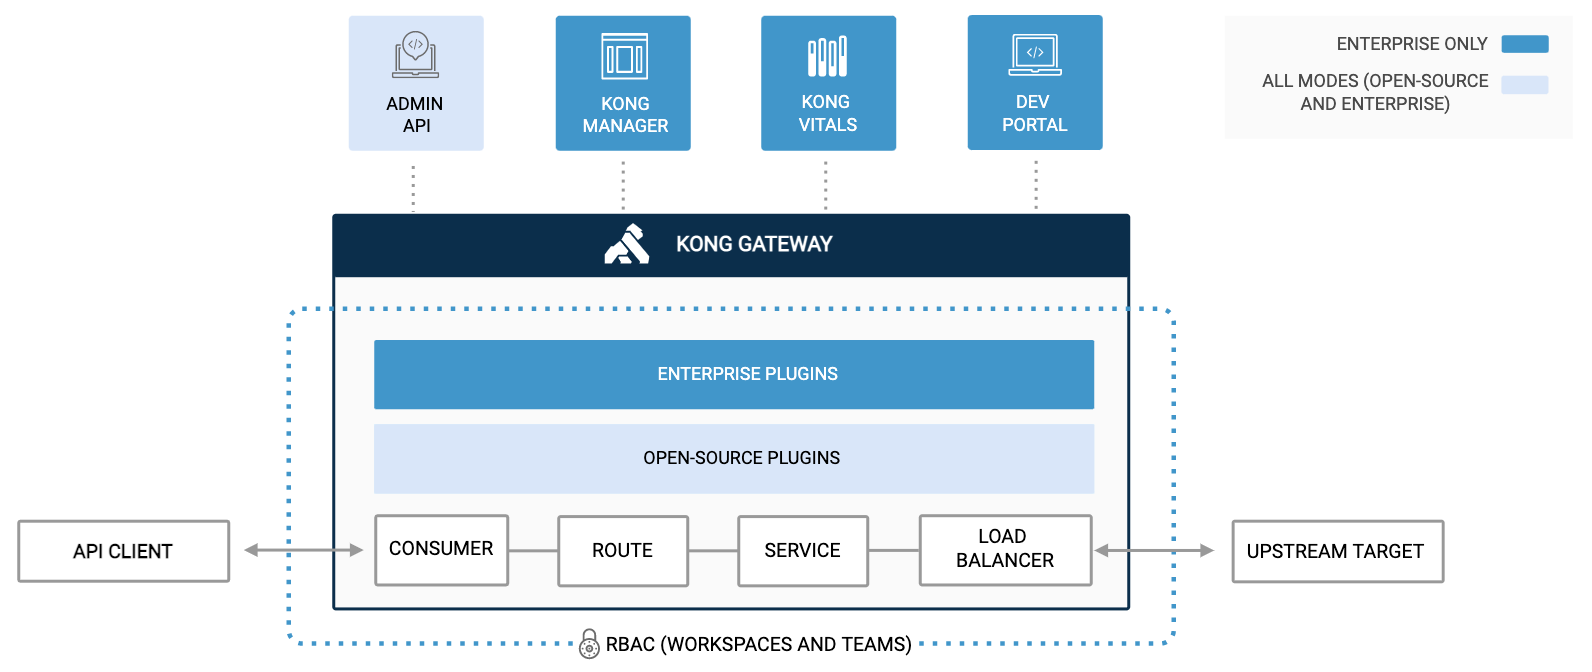 ADMIN
API
KONG
MANAGER
KONG
VITALS
DEV
PORTAL
ENTERPRISE ONLY
ALL MODES (OPEN-SOURCE
AND ENTERPRISE)
KONG GATEWAY
ENTERPRISE PLUGINS
OPEN-SOURCE PLUGINS
API CLIENT
CONSUMER
ROUTE
SERVICE
LOAD
BALANCER
UPSTREAM TARGET
RBAC (WORKSPACES AND TEAMS)